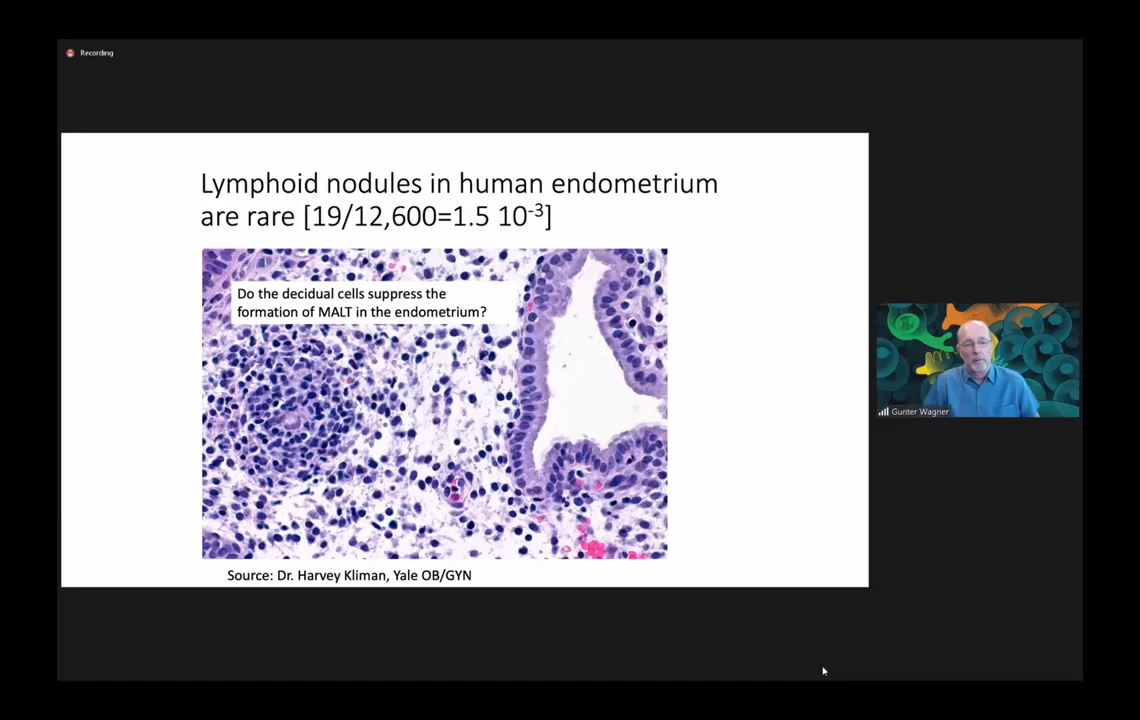 Recording
Lymphoid nodules in human endometrium
are rare [19/12,600=1.5 10⁻³]
Do the decidual cells suppress the
formation of MALT in the endometrium?
Source: Dr. Harvey Kliman, Yale OB/GYN
Gunter Wagner